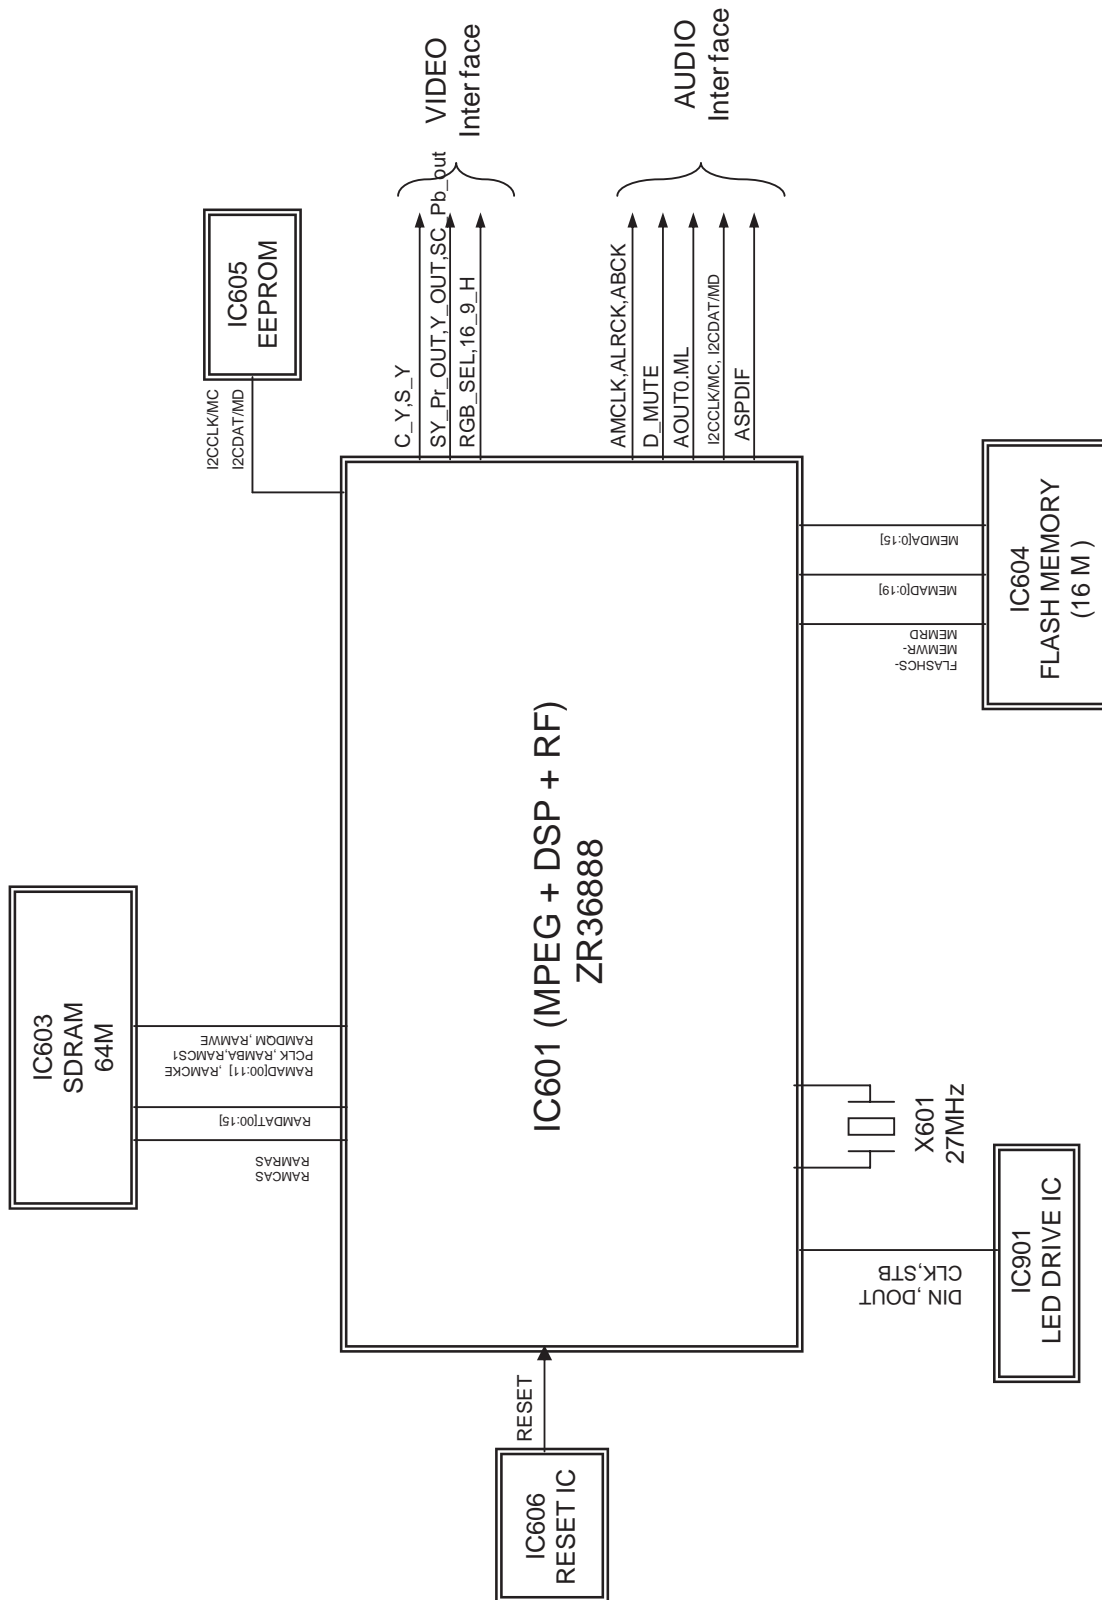 IC603
SDRAM
64M
RAMCAS
RAMRAS
RAMDAT[00:15]
RAMAD[00:11] ,RAMCKE
PCLK ,RAMBA,RAMCS1
RAMDQM ,RAMWE
IC605
EEPROM
I2CCLK/MC
I2CDAT/MD
IC606
RESET IC
RESET
IC601 (MPEG + DSP + RF)
ZR36888
C_Y,S_Y
SY_Pr_OUT,Y_OUT,SC_Pb_out
RGB_SEL,16_9_H
VIDEO
Interface
AMCLK,ALRCK,ABCK
D_MUTE
AOUT0.ML
I2CCLK/MC, I2CDAT/MD
ASPDIF
AUDIO
Interface
DIN, DOUT
CLK,STB
IC901
LED DRIVE IC
X601
27MHz
FLASHCS-
MEMWR-
MEMRD
MEMAD[0:19]
MEMDA[0:15]
IC604
FLASH MEMORY
(16 M )